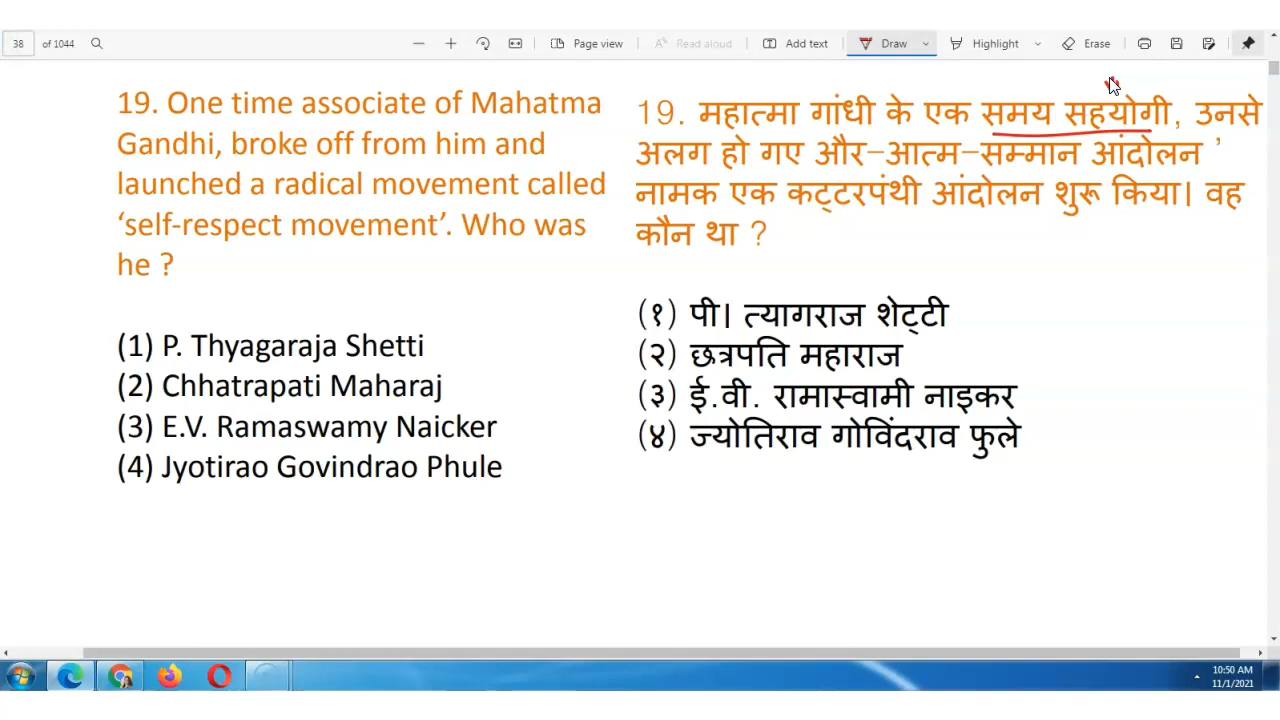 38 of 1044 Page view Read aloud Add text Draw Highlight Erase
19. One time associate of Mahatma
Gandhi, broke off from him and
launched a radical movement called
‘self-respect movement’. Who was
he ?
(1) P. Thyagaraja Shetti
(2) Chhatrapati Maharaj
(3) E.V. Ramaswamy Naicker
(4) Jyotirao Govindrao Phule
19. महात्मा गांधी के एक समय सहयोगी, उनसे
अलग हो गए और-आत्म-सम्मान आंदोलन ’
नामक एक कट्टरपंथी आंदोलन शुरू किया। वह
कौन था ?
(१) पी। त्यागराज शेट्टी
(२) छत्रपति महाराज
(३) ई.वी. रामास्वामी नाइकर
(४) ज्योतिराव गोविंदराव फुले
10:50 AM
11/1/2021